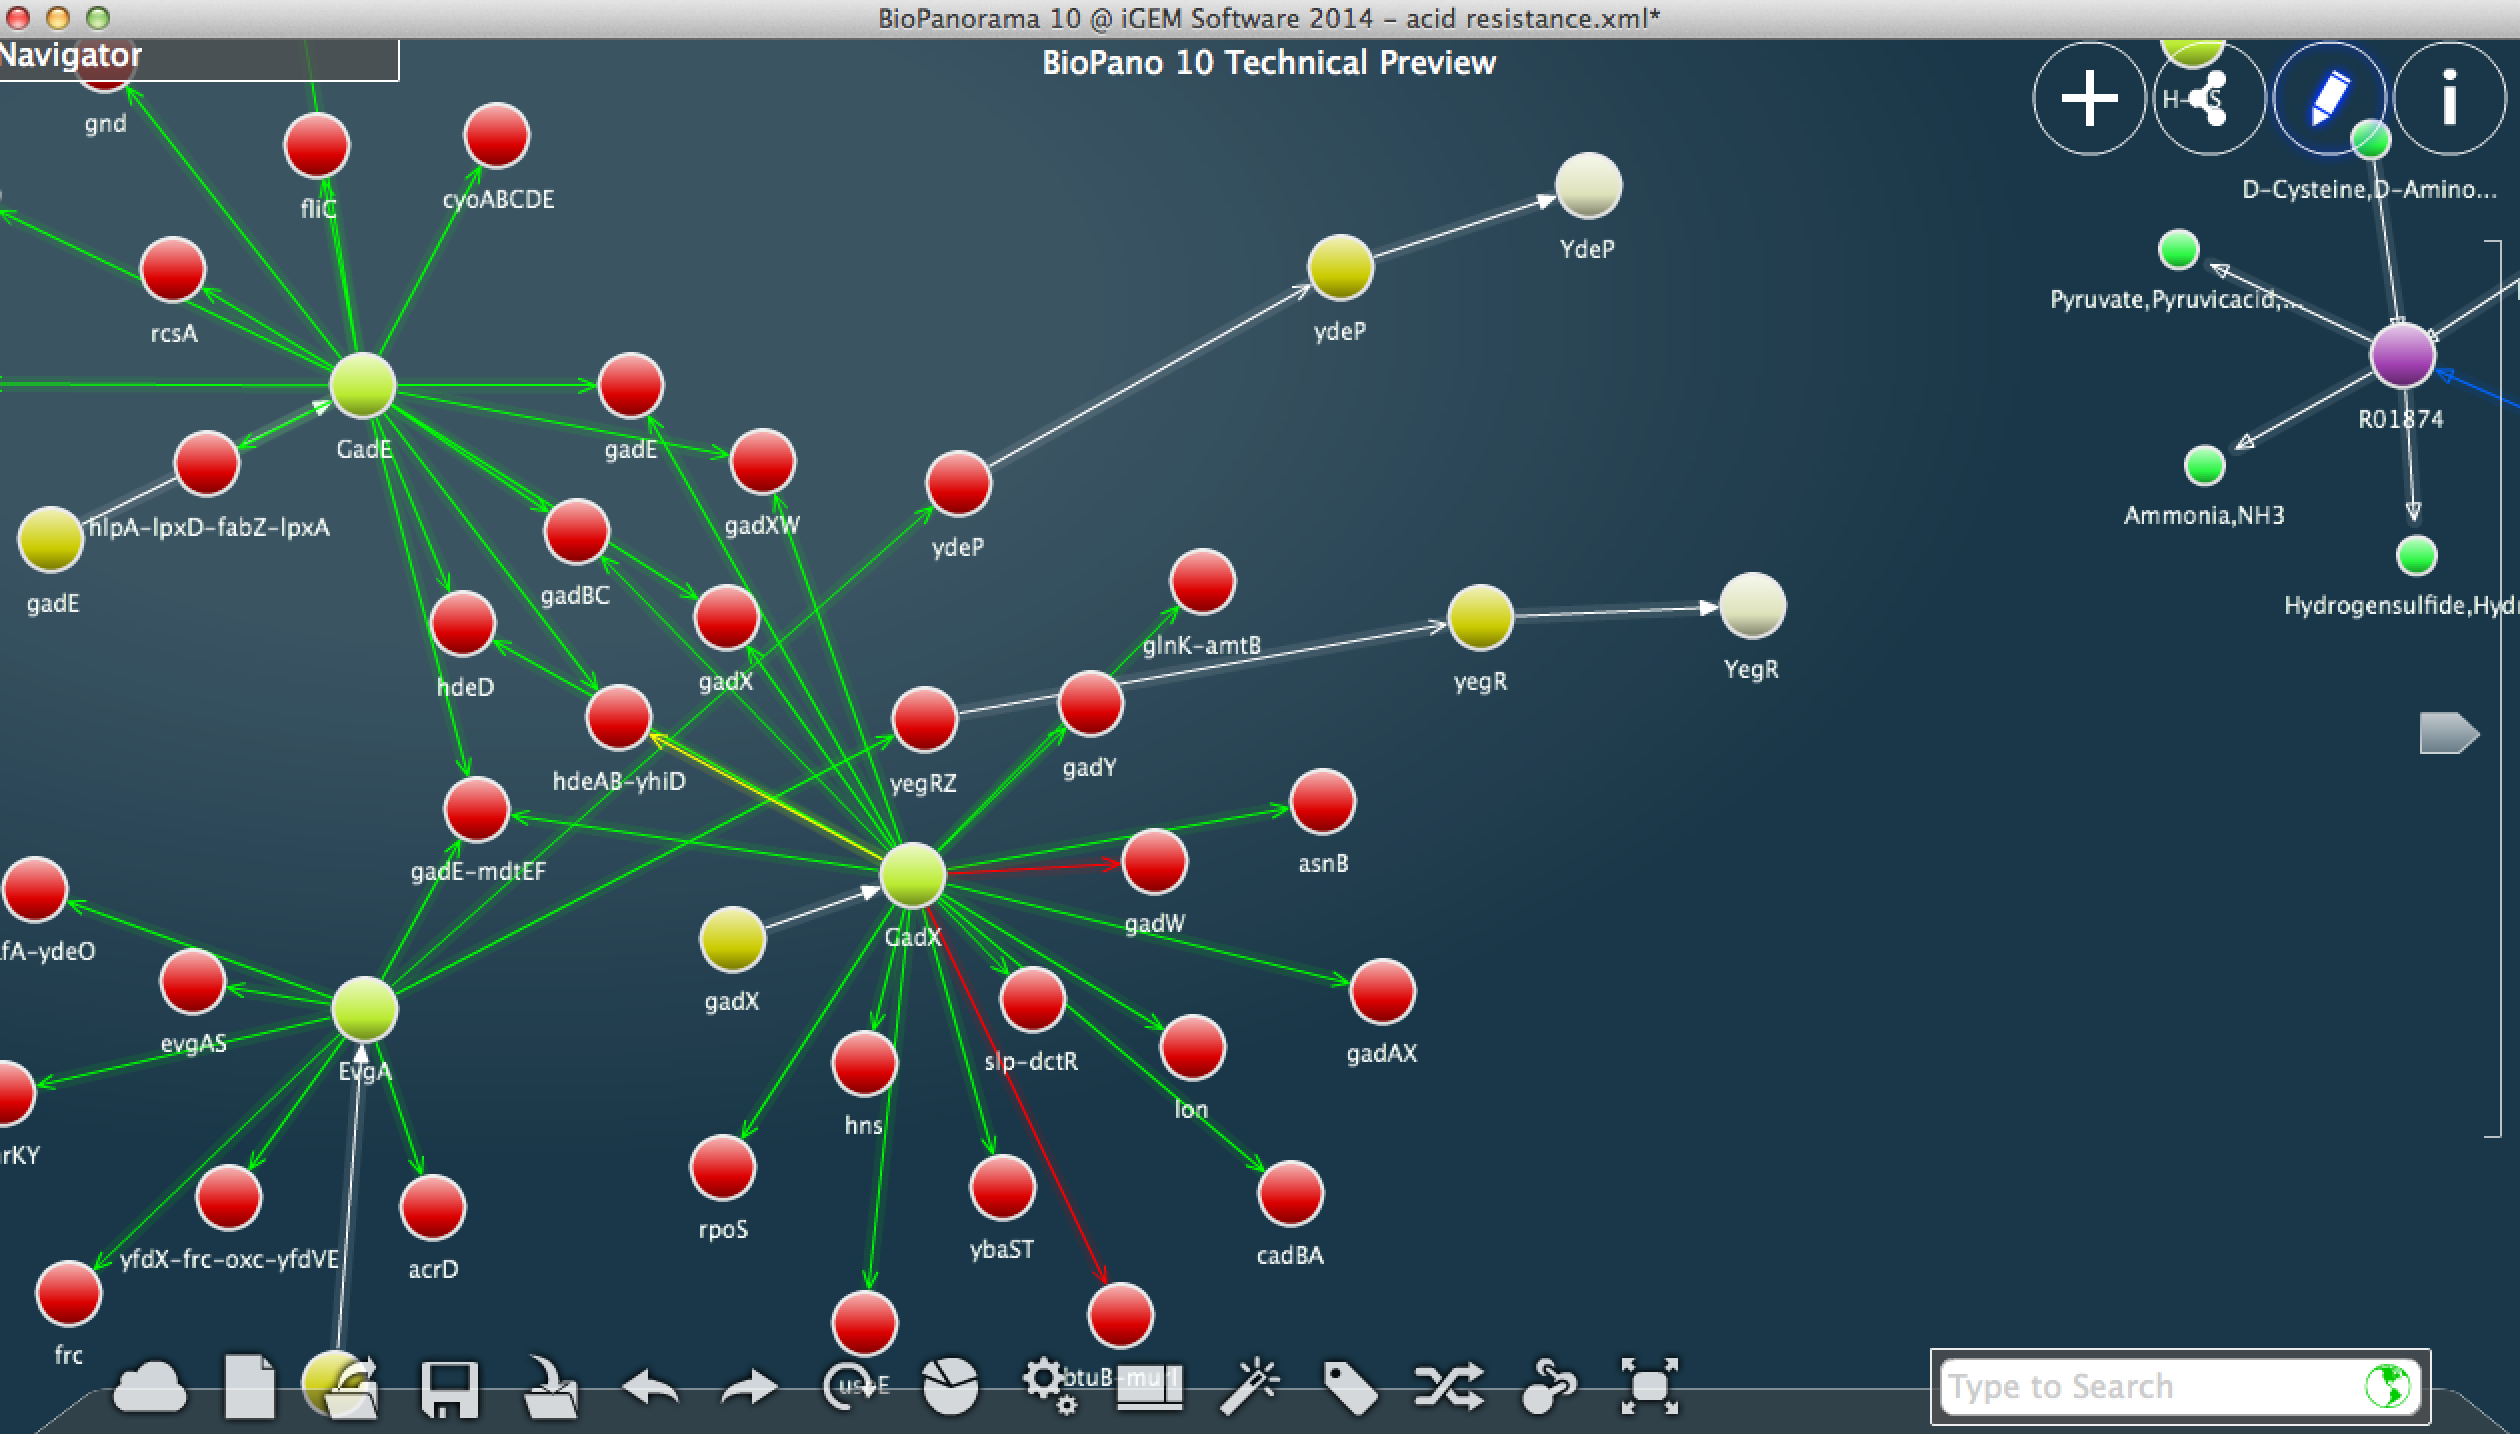 BioPanorama 10 @ iGEM Software 2014 – acid resistance.xml*
Navigator
BioPano 10 Technical Preview
gnd
fliC
cyoABCDE
D-Cysteine,D-Amino...
YdeP
Pyruvate,Pyruvicacid,...
rcsA
ydeP
R01874
GadE
gadE
gadXW
Ammonia,NH3
hlpA-lpxD-fabZ-lpxA
ydeP
gadE
gadBC
Hydrogensulfide,Hyd
glnK-amtB
hdeD
gadX
yegR
YegR
hdeAB-yhiD
yegRZ
gadY
gadE-mdtEF
asnB
fA-ydeO
GadX
gadW
gadX
evgAS
EvgA
slp-dctR
gadAX
lon
hns
rKY
rpoS
ybaST
cadBA
yfdX-frc-oxc-yfdVE
acrD
frc
Type to Search